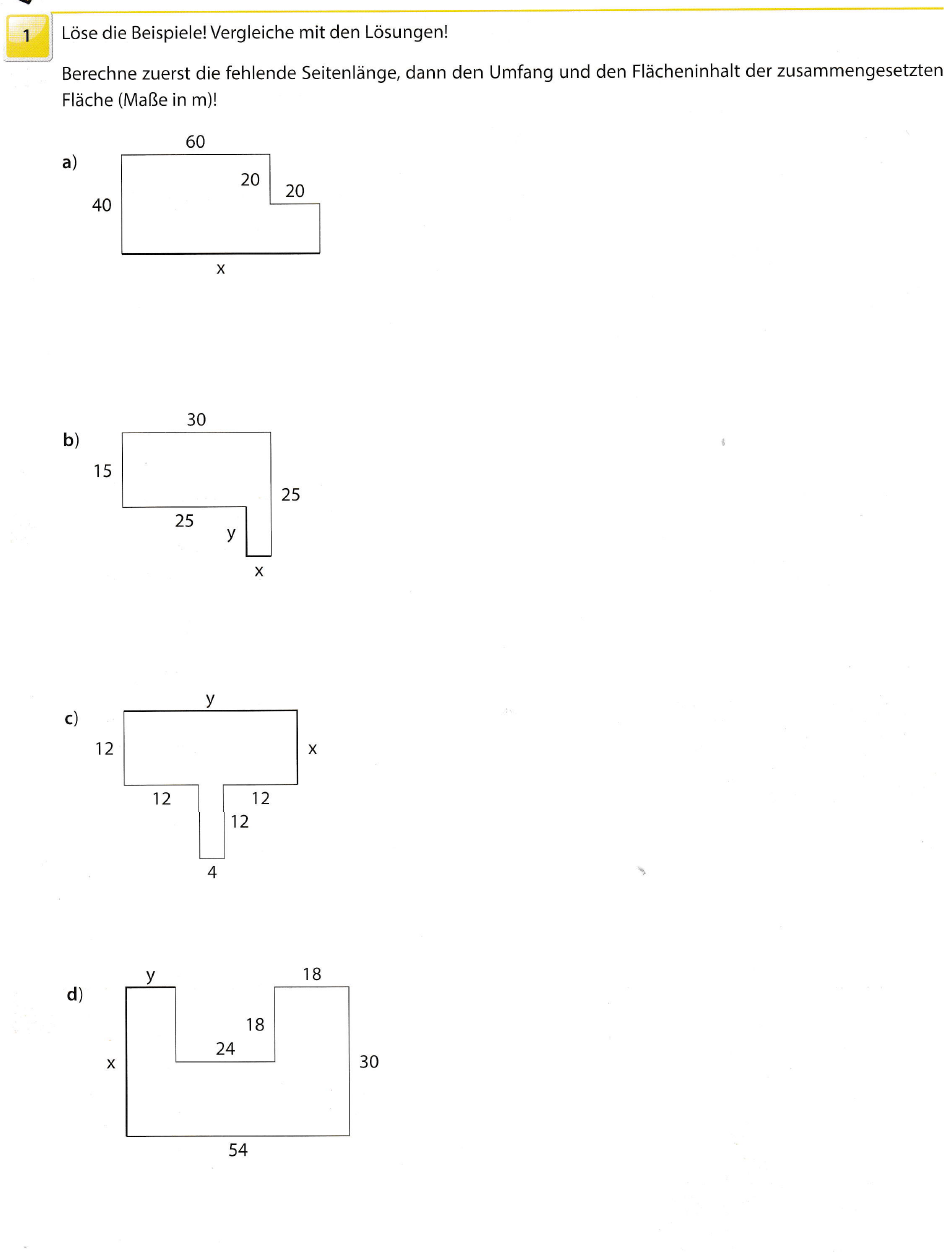 1 Löse die Beispiele! Vergleiche mit den Lösungen!
Berechne zuerst die fehlende Seitenlänge, dann den Umfang und den Flächeninhalt der zusammengesetzten
Fläche (Maße in m)!
60
a)
20
20
40
x
30
b)
15
25
25
y
x
y
c)
12
x
12
12
12
4
y
18
d)
18
24
x
30
54